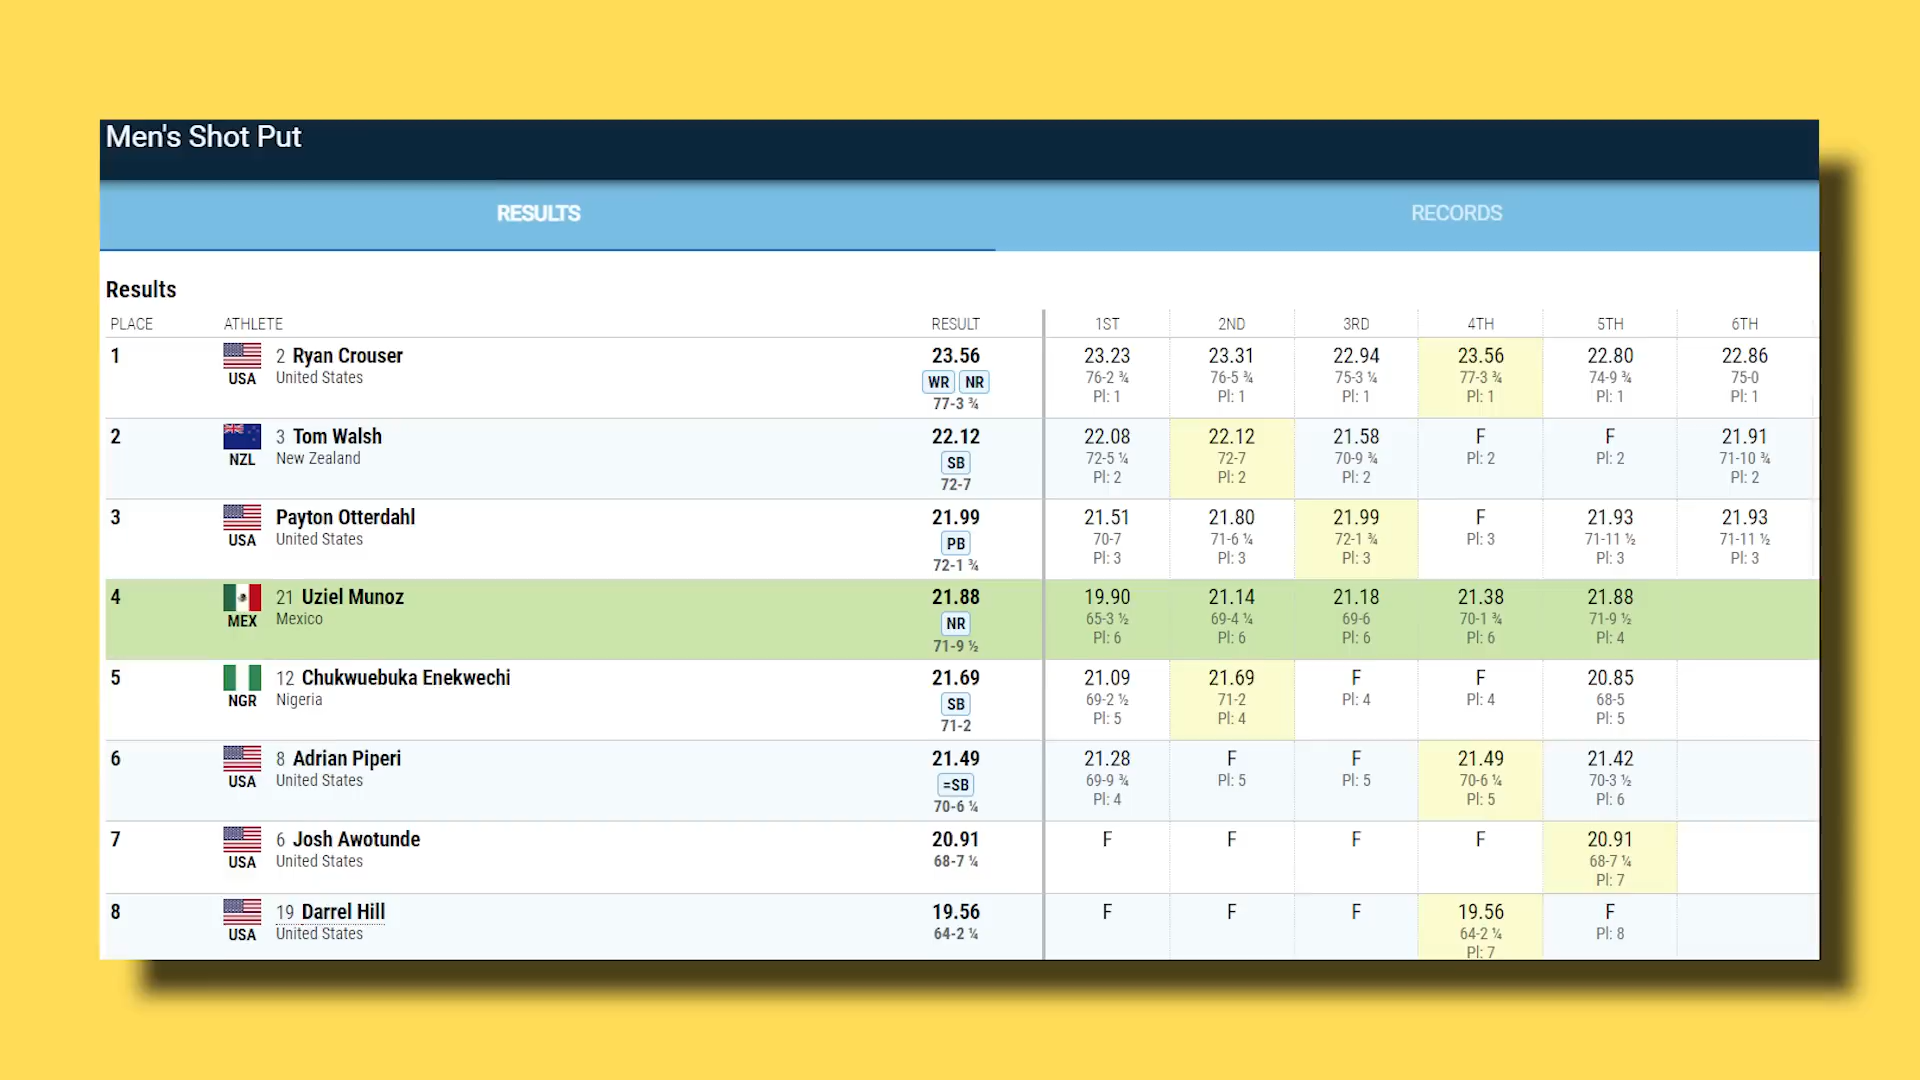 Men's Shot Put
RESULTS RECORDS
Results
PLACE ATHLETE RESULT 1ST 2ND 3RD 4TH 5TH 6TH
1 2 Ryan Crouser 23.56 23.23 23.31 22.94 23.56 22.80 22.86
USA United States WR NR 76-2 ¾ 76-5 ¾ 75-3 ¼ 77-3 ¾ 74-9 ¾ 75-0
77-3 ¾ Pl: 1 Pl: 1 Pl: 1 Pl: 1 Pl: 1 Pl: 1
2 3 Tom Walsh 22.12 22.08 22.12 21.58 F F 21.91
NZL New Zealand SB 72-5 ¼ 72-7 70-9 ¾ Pl: 2 Pl: 2 71-10 ¾
72-7 Pl: 2 Pl: 2 Pl: 2 Pl: 2
3 Payton Otterdahl 21.99 21.51 21.80 21.99 F 21.93 21.93
USA United States PB 70-7 71-6 ¼ 72-1 ¾ Pl: 3 71-11 ½ 71-11 ½
72-1 ¾ Pl: 3 Pl: 3 Pl: 3 Pl: 3 Pl: 3
4 21 Uziel Munoz 21.88 19.90 21.14 21.18 21.38 21.88
MEX Mexico NR 65-3 ½ 69-4 ¼ 69-6 70-1 ¾ 71-9 ½
71-9 ½ Pl: 6 Pl: 6 Pl: 6 Pl: 6 Pl: 4
5 12 Chukwuebuka Enekwechi 21.69 21.09 21.69 F F 20.85
NGR Nigeria SB 69-2 ½ 71-2 Pl: 4 Pl: 4 68-5
71-2 Pl: 5 Pl: 4 Pl: 5
6 8 Adrian Piperi 21.49 21.28 F F 21.49 21.42
USA United States =SB 69-9 ¾ Pl: 5 Pl: 5 70-6 ¼ 70-3 ½
70-6 ¼ Pl: 4 Pl: 5 Pl: 6
7 6 Josh Awotunde 20.91 F F F F 20.91
USA United States 68-7 ¼ 68-7 ¼
Pl: 7
8 19 Darrel Hill 19.56 F F F 19.56 F
USA United States 64-2 ¼ 64-2 ¼ Pl: 8
Pl: 7